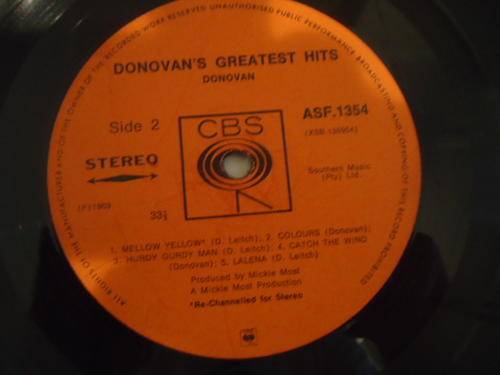 ALL RIGHTS OF THE MANUFACTURER AND OF THE OWNER OF THE RECORDED WORK RESERVED UNAUTHORISED PUBLIC PERFORMANCE BROADCASTING AND COPYING OF THIS RECORD PROHIBITED
DONOVAN'S GREATEST HITS
DONOVAN
Side 2
CBS
ASF.1354
STEREO
Southern Music
(Pty) Ltd.
33⅓
1. MELLOW YELLOW* (D. Leitch); 2. COLOURS (Donovan);
3. HURDY GURDY MAN (D. Leitch); 4. CATCH THE WIND
(Donovan); 5. LALENA (D. Leitch)
Produced by Mickie Most
A Mickie Most Production
*Re-Channelled for Stereo